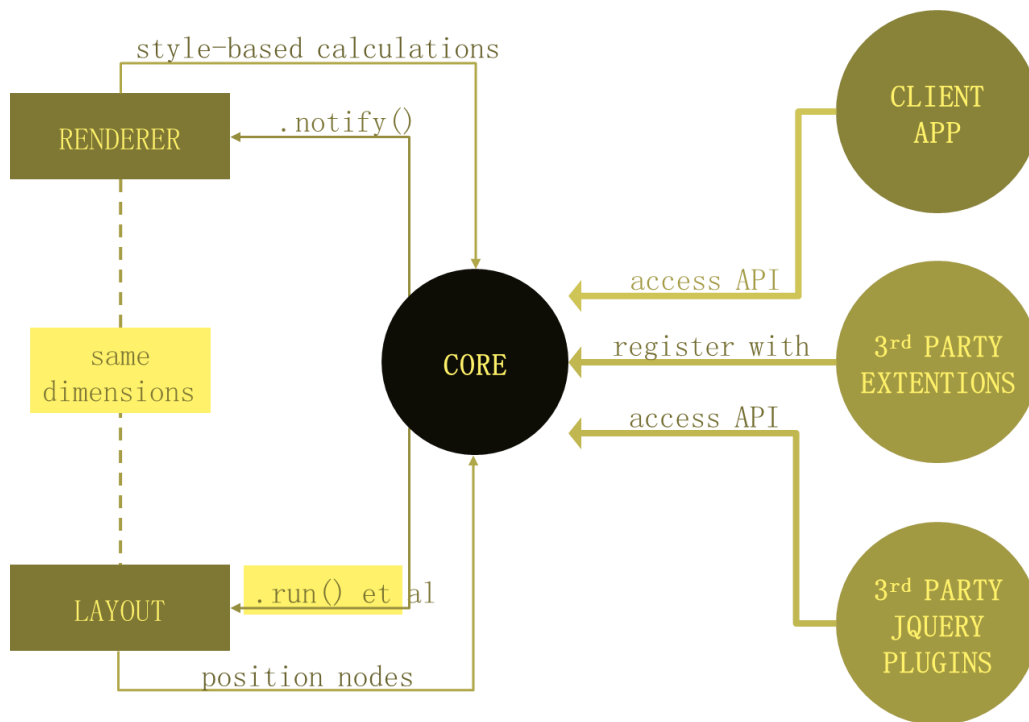 style-based calculations
CLIENT
APP
.notify()
RENDERER
access API
same
dimensions
CORE
register with
3rd PARTY
EXTENTIONS
access API
.run() et al
LAYOUT
3rd PARTY
JQUERY
PLUGINS
position nodes